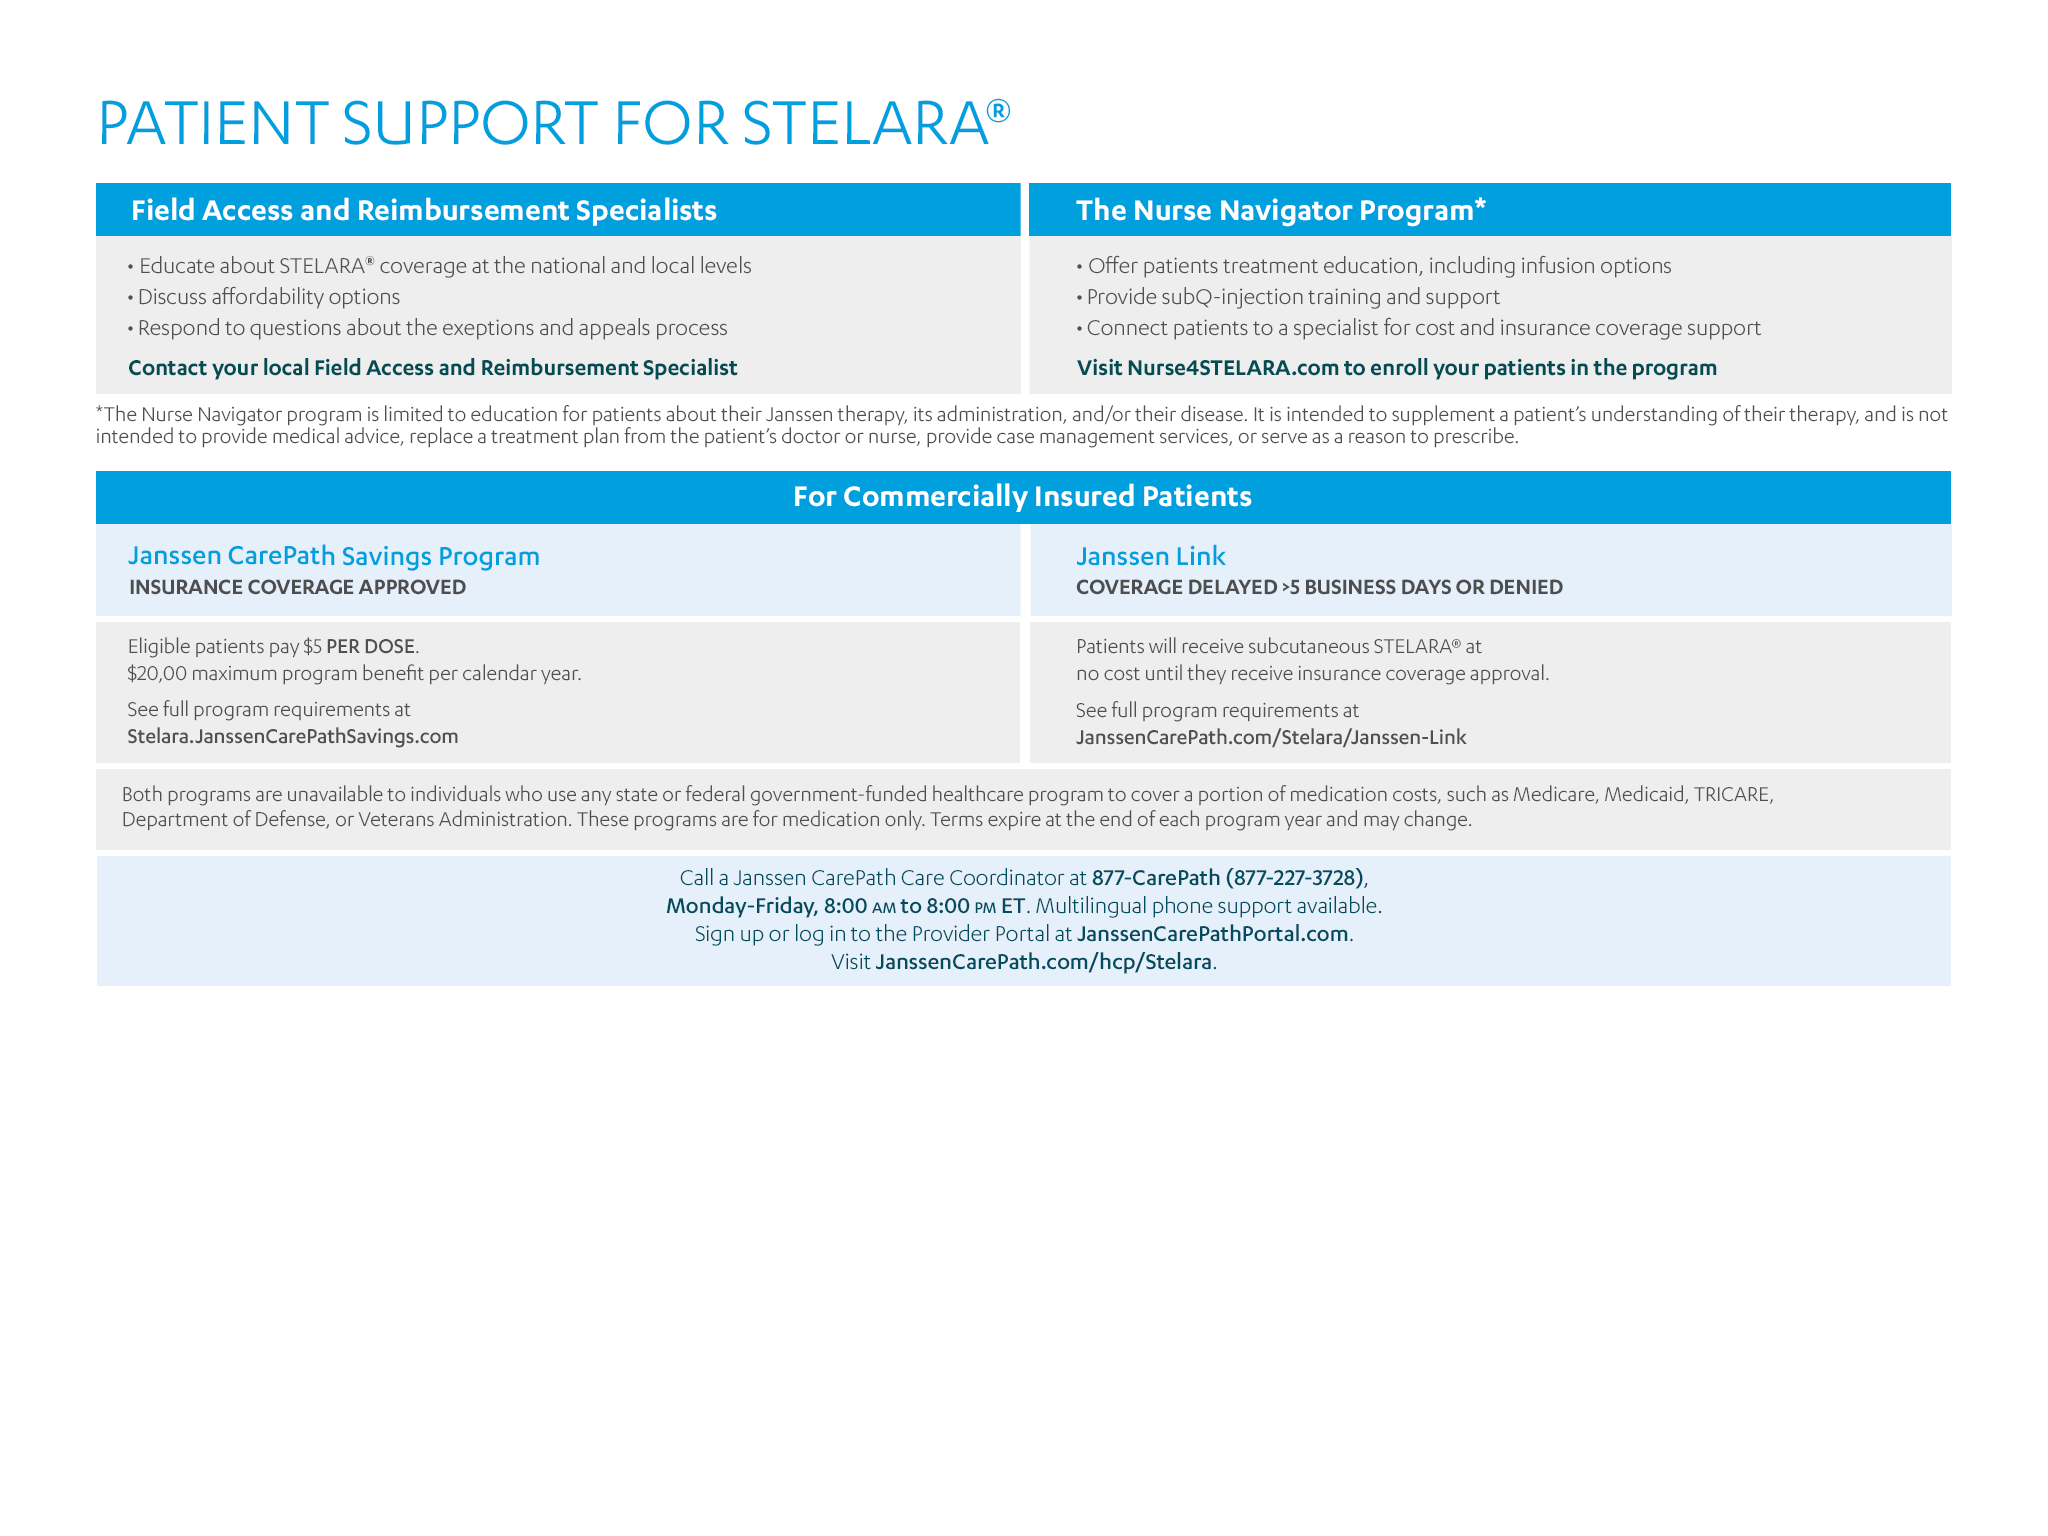 PATIENT SUPPORT FOR STELARA®
Field Access and Reimbursement Specialists
• Educate about STELARA® coverage at the national and local levels
• Discuss affordability options
• Respond to questions about the exeptions and appeals process
Contact your local Field Access and Reimbursement Specialist
The Nurse Navigator Program*
• Offer patients treatment education, including infusion options
• Provide subQ-injection training and support
• Connect patients to a specialist for cost and insurance coverage support
Visit Nurse4STELARA.com to enroll your patients in the program
*The Nurse Navigator program is limited to education for patients about their Janssen therapy, its administration, and/or their disease. It is intended to supplement a patient’s understanding of their therapy, and is not
intended to provide medical advice, replace a treatment plan from the patient’s doctor or nurse, provide case management services, or serve as a reason to prescribe.
For Commercially Insured Patients
Janssen CarePath Savings Program
INSURANCE COVERAGE APPROVED
Eligible patients pay $5 PER DOSE.
$20,00 maximum program benefit per calendar year.
See full program requirements at
Stelara.JanssenCarePathSavings.com
Janssen Link
COVERAGE DELAYED >5 BUSINESS DAYS OR DENIED
Patients will receive subcutaneous STELARA® at
no cost until they receive insurance coverage approval.
See full program requirements at
JanssenCarePath.com/Stelara/Janssen-Link
Both programs are unavailable to individuals who use any state or federal government-funded healthcare program to cover a portion of medication costs, such as Medicare, Medicaid, TRICARE,
Department of Defense, or Veterans Administration. These programs are for medication only. Terms expire at the end of each program year and may change.
Call a Janssen CarePath Care Coordinator at 877-CarePath (877-227-3728),
Monday-Friday, 8:00 AM to 8:00 PM ET. Multilingual phone support available.
Sign up or log in to the Provider Portal at JanssenCarePathPortal.com.
Visit JanssenCarePath.com/hcp/Stelara.